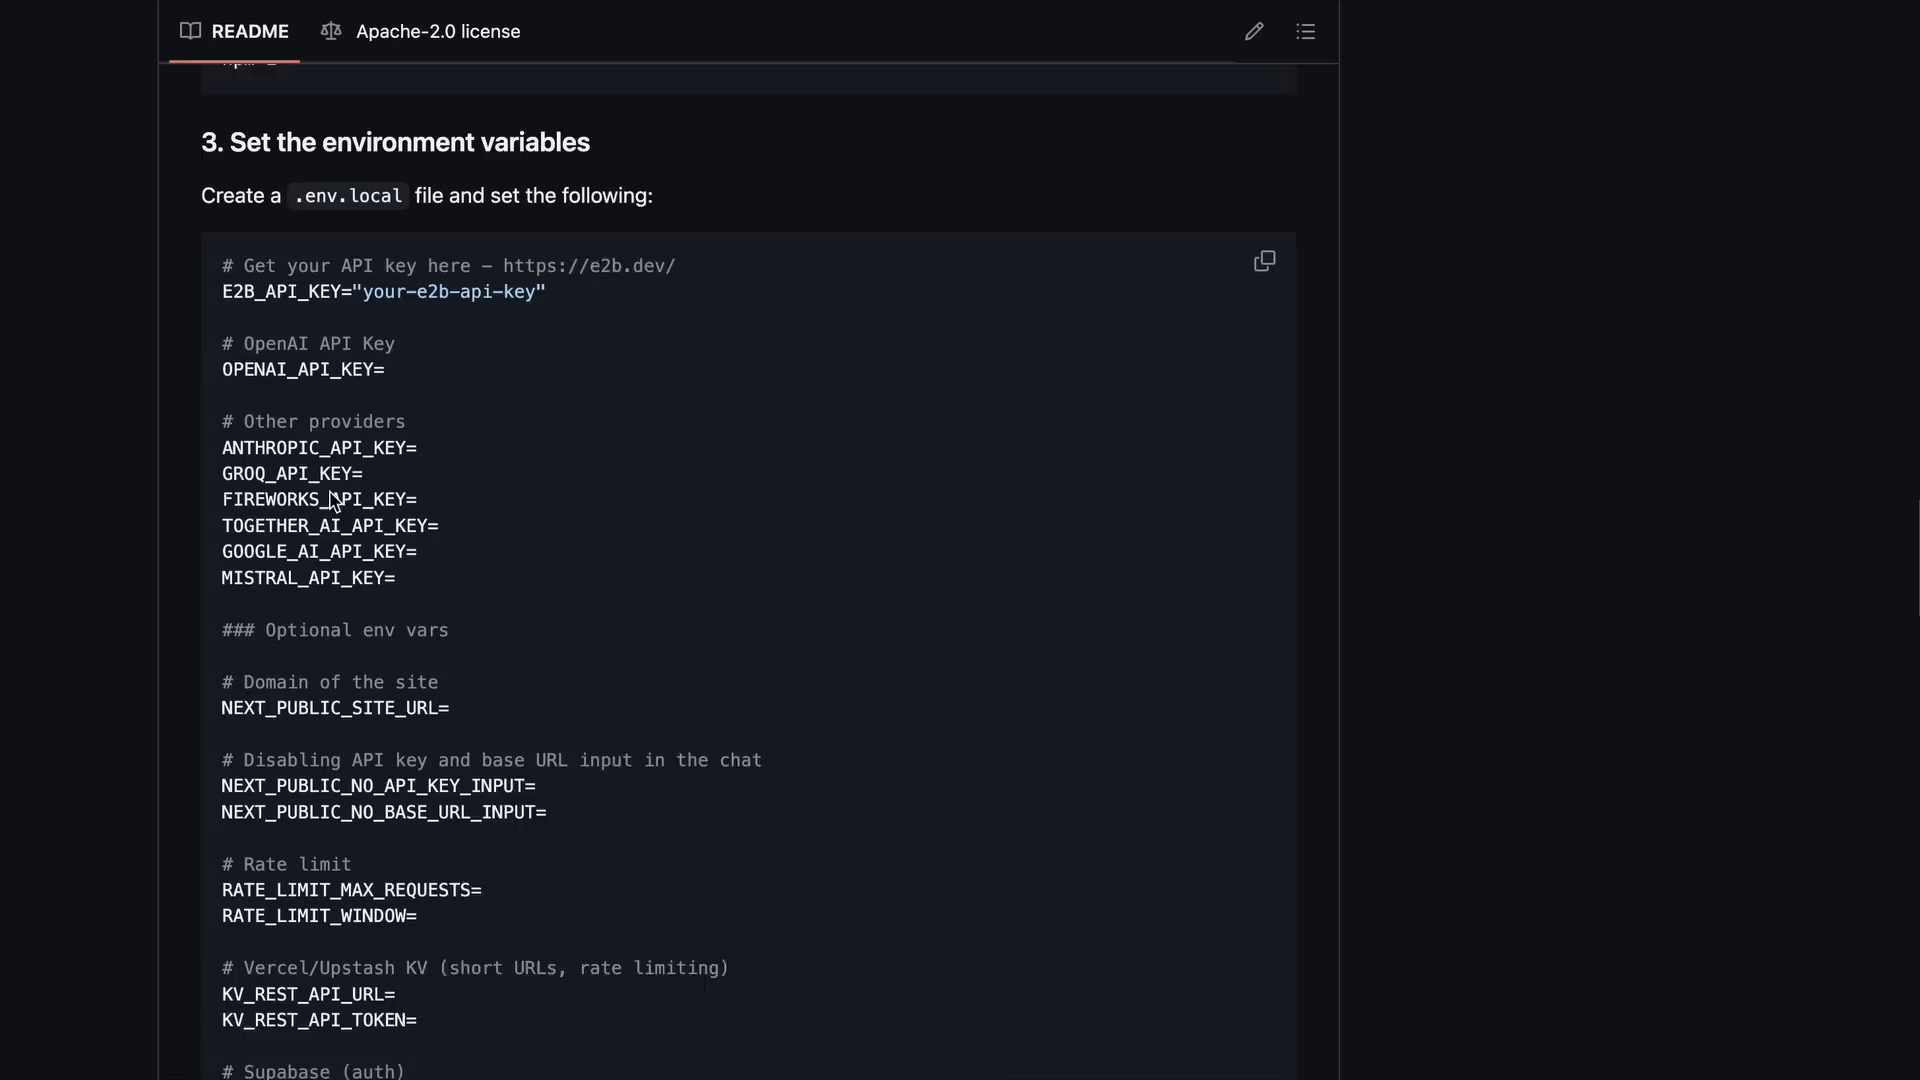 README
Apache-2.0 license
3. Set the environment variables
Create a .env.local file and set the following:
# Get your API key here – https://e2b.dev/
E2B_API_KEY="your-e2b-api-key"
# OpenAI API Key
OPENAI_API_KEY=
# Other providers
ANTHROPIC_API_KEY=
GROQ_API_KEY=
FIREWORKS_API_KEY=
TOGETHER_AI_API_KEY=
GOOGLE_AI_API_KEY=
MISTRAL_API_KEY=
### Optional env vars
# Domain of the site
NEXT_PUBLIC_SITE_URL=
# Disabling API key and base URL input in the chat
NEXT_PUBLIC_NO_API_KEY_INPUT=
NEXT_PUBLIC_NO_BASE_URL_INPUT=
# Rate limit
RATE_LIMIT_MAX_REQUESTS=
RATE_LIMIT_WINDOW=
# Vercel/Upstash KV (short URLs, rate limiting)
KV_REST_API_URL=
KV_REST_API_TOKEN=
# Supabase (auth)